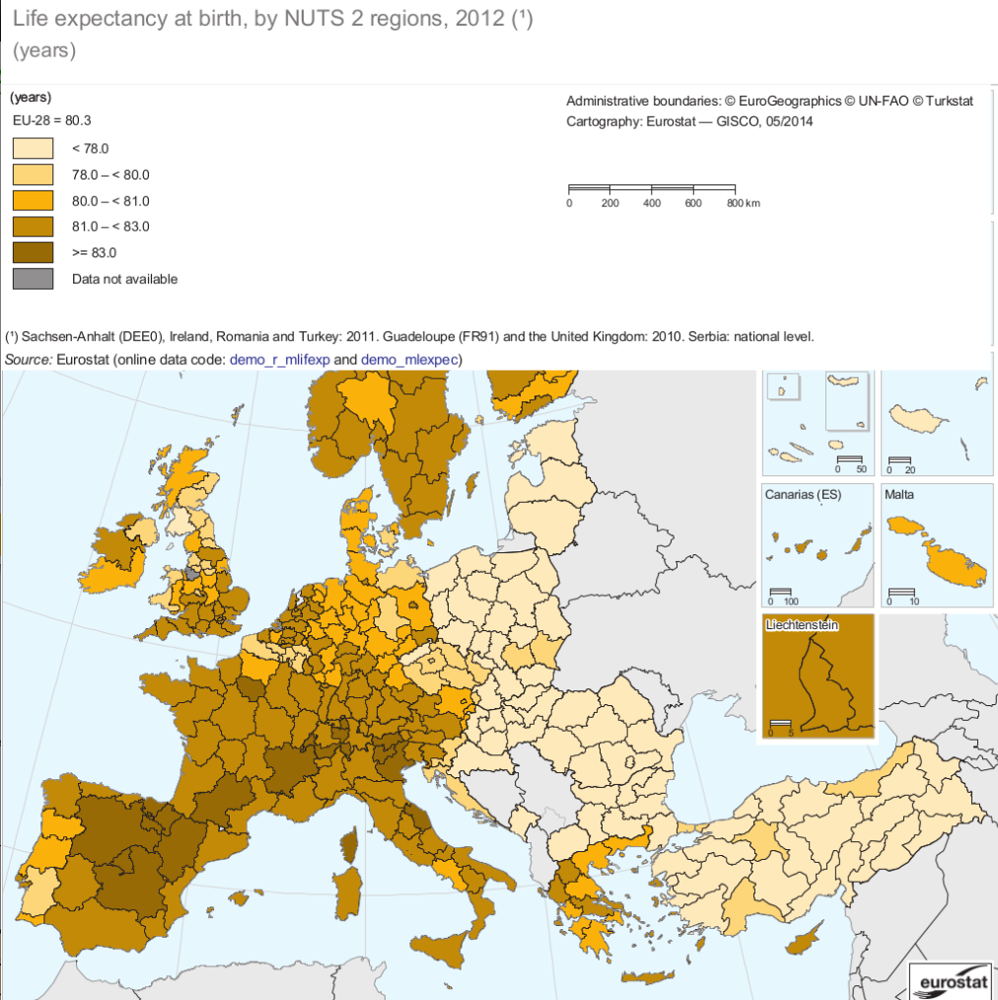 Life expectancy at birth, by NUTS 2 regions, 2012 (¹)
(years)
(years)
EU-28 = 80.3
< 78.0
78.0 – < 80.0
80.0 – < 81.0
81.0 – < 83.0
>= 83.0
Data not available
Administrative boundaries: © EuroGeographics © UN-FAO © Turkstat
Cartography: Eurostat — GISCO, 05/2014
0 200 400 600 800 km
(¹) Sachsen-Anhalt (DEE0), Ireland, Romania and Turkey: 2011. Guadeloupe (FR91) and the United Kingdom: 2010. Serbia: national level.
Source: Eurostat (online data code: demo_r_mlifexp and demo_mlexpec)
0 50
0 20
Canarias (ES)
0 100
Malta
0 10
Liechtenstein
0 5
eurostat